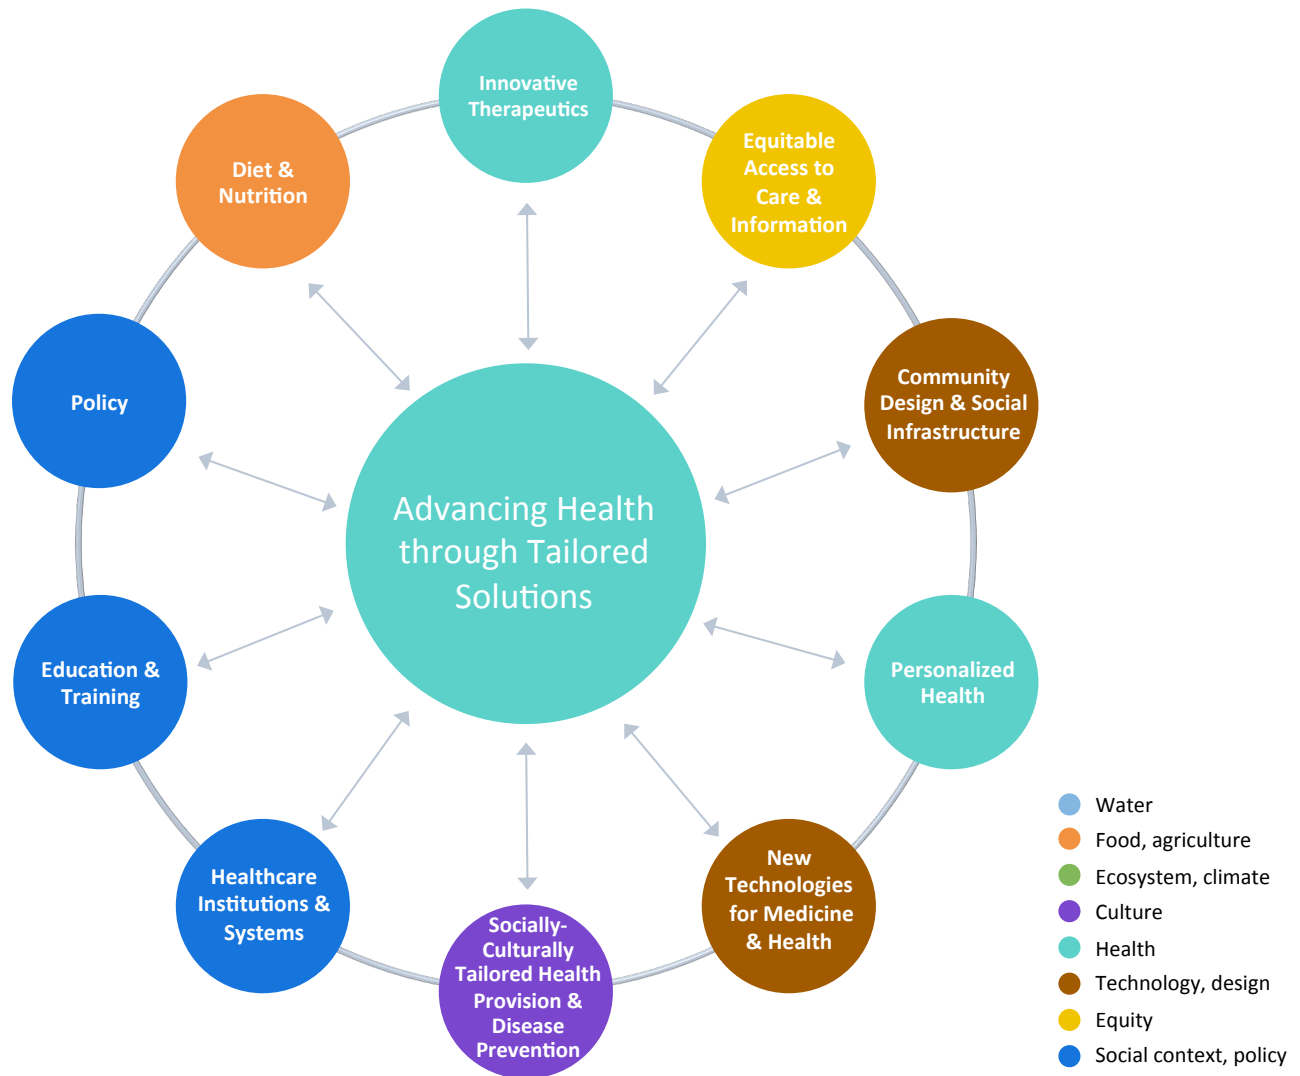 Innovative
Therapeutics
Equitable
Access to
Care &
Information
Diet &
Nutrition
Community
Design & Social
Infrastructure
Policy
Advancing Health
through Tailored
Solutions
Personalized
Health
Education &
Training
New
Technologies
for Medicine
& Health
Healthcare
Institutions &
Systems
Socially-
Culturally
Tailored Health
Provision &
Disease
Prevention
Water
Food, agriculture
Ecosystem, climate
Culture
Health
Technology, design
Equity
Social context, policy